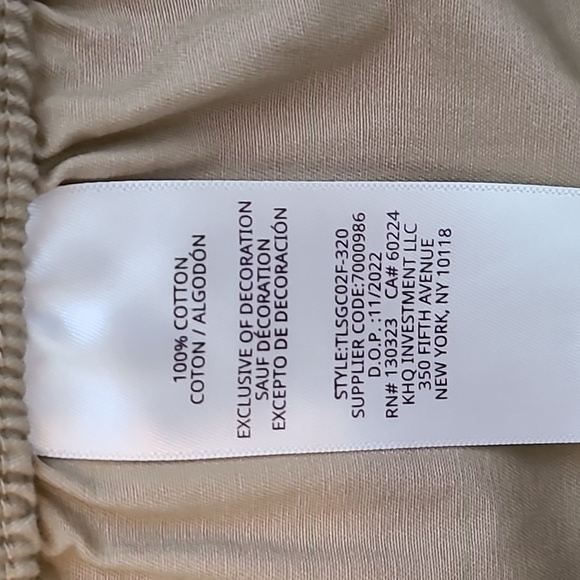 100% COTTON
COTON / ALGODÓN
EXCLUSIVE OF DECORATION
SAUF DÉCORATION
EXCEPTO DE DECORACIÓN
STYLE:TLSGC02F-320
SUPPLIER CODE:7000986
D.O.P. :11/2022
RN# 130323 CA# 60224
KHQ INVESTMENT LLC
350 FIFTH AVENUE
NEW YORK, NY 10118